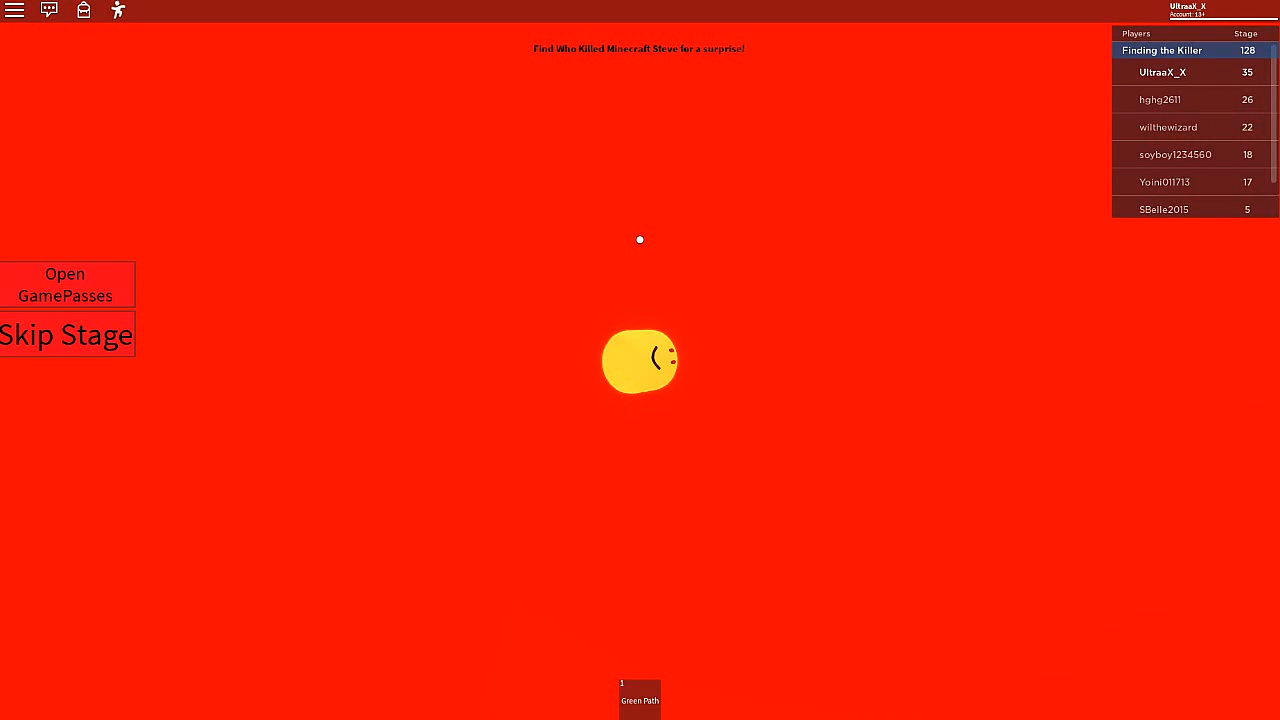 UltraaX_X
Account: 13+
Find Who Killed Minecraft Steve for a surprise!
Players Stage
Finding the Killer 128
UltraaX_X 35
hghg2611 26
wilthewizard 22
soyboy1234560 18
Yoini011713 17
SBelle2015 5
Open
GamePasses
Skip Stage
1
Green Path